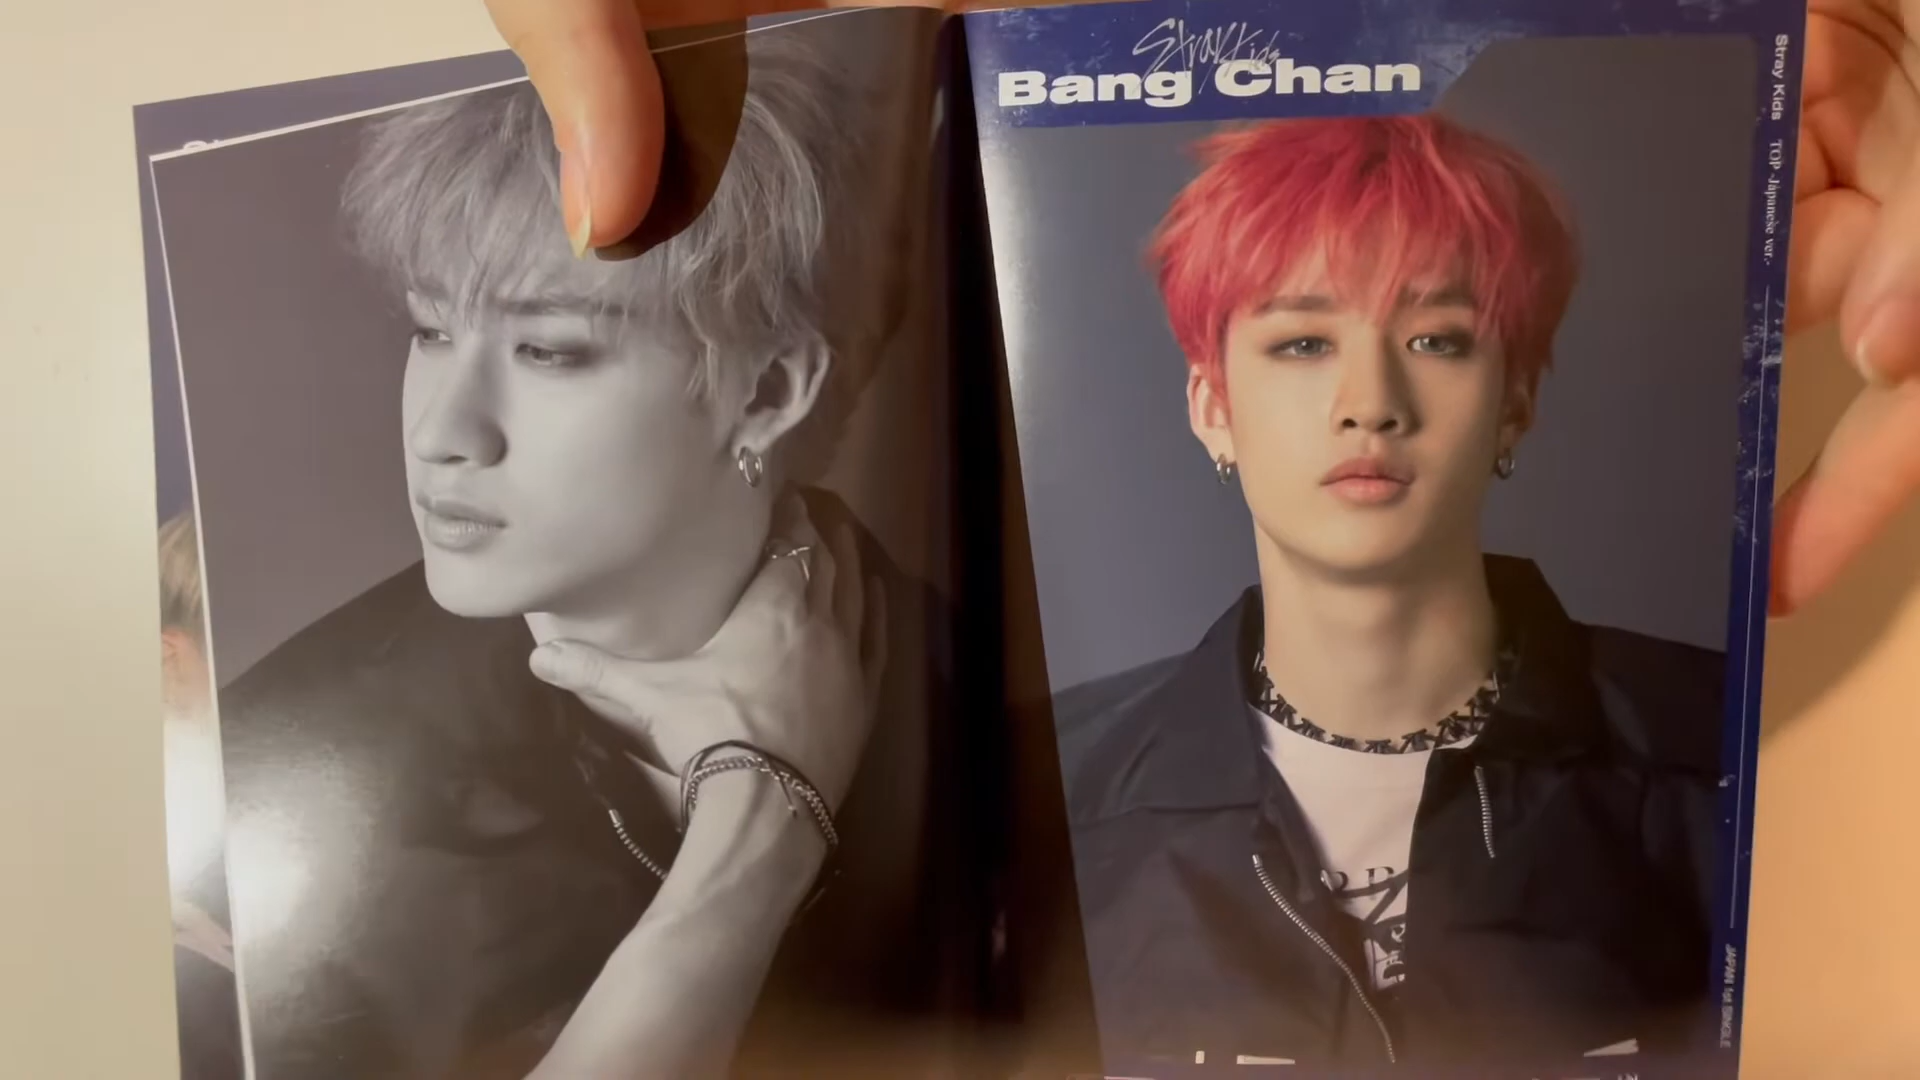 Stray Kids
Bang Chan
Stray Kids TOP -Japanese ver.-
JAPAN 1st SINGLE